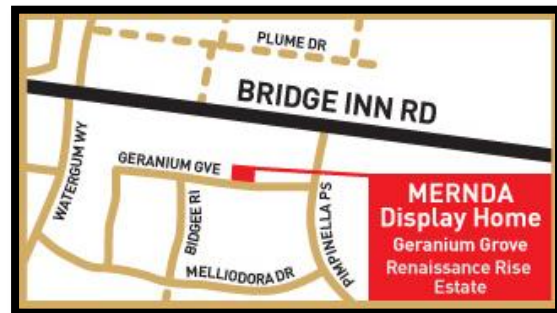 PLUME DR
BRIDGE INN RD
WATERGUM WY
GERANIUM GVE
BIDGEE RI
MELLIODORA DR
PIMPINELLA PS
MERNDA
Display Home
Geranium Grove
Renaissance Rise
Estate